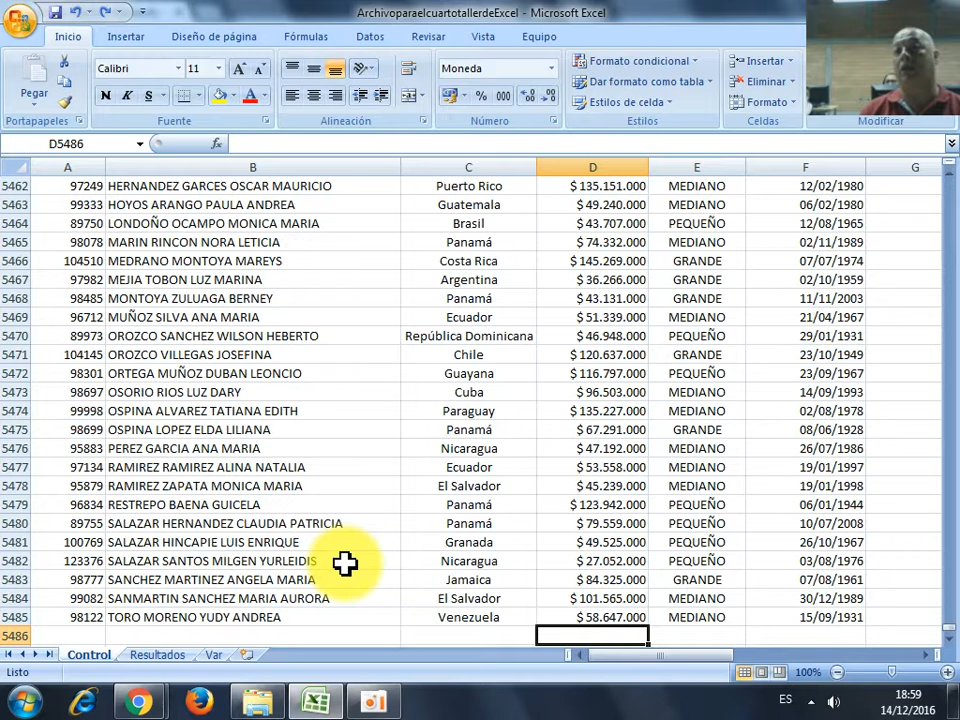 ArchivoparaelcuartotallerdeExcel - Microsoft Excel
Inicio Insertar Diseño de página Fórmulas Datos Revisar Vista Equipo
Pegar
Calibri 11
N K S
Moneda
% 000
Formato condicional
Dar formato como tabla
Estilos de celda
Insertar
Eliminar
Formato
Portapapeles Fuente Alineación Número Estilos Celdas Modificar
D5486 fx
A B C D E F G
5462 97249 HERNANDEZ GARCES OSCAR MAURICIO Puerto Rico $ 135.151.000 MEDIANO 12/02/1980
5463 99333 HOYOS ARANGO PAULA ANDREA Guatemala $ 49.240.000 MEDIANO 06/02/1980
5464 89750 LONDOÑO OCAMPO MONICA MARIA Brasil $ 43.707.000 PEQUEÑO 12/08/1965
5465 98078 MARIN RINCON NORA LETICIA Panamá $ 74.332.000 MEDIANO 02/11/1989
5466 104510 MEDRANO MONTOYA MAREYS Costa Rica $ 145.269.000 GRANDE 07/07/1974
5467 97982 MEJIA TOBON LUZ MARINA Argentina $ 36.266.000 GRANDE 02/10/1959
5468 98485 MONTOYA ZULUAGA BERNEY Panamá $ 43.131.000 GRANDE 11/11/2003
5469 96712 MUÑOZ SILVA ANA MARIA Ecuador $ 51.339.000 MEDIANO 21/04/1967
5470 89973 OROZCO SANCHEZ WILSON HEBERTO República Dominicana $ 46.948.000 PEQUEÑO 29/01/1931
5471 104145 OROZCO VILLEGAS JOSEFINA Chile $ 120.637.000 GRANDE 23/10/1949
5472 98301 ORTEGA MUÑOZ DUBAN LEONCIO Guayana $ 116.797.000 PEQUEÑO 23/09/1967
5473 98697 OSORIO RIOS LUZ DARY Cuba $ 96.503.000 MEDIANO 14/09/1993
5474 99998 OSPINA ALVAREZ TATIANA EDITH Paraguay $ 135.227.000 MEDIANO 02/08/1978
5475 98699 OSPINA LOPEZ ELDA LILIANA Panamá $ 67.291.000 GRANDE 08/06/1928
5476 95883 PEREZ GARCIA ANA MARIA Nicaragua $ 47.192.000 MEDIANO 26/07/1986
5477 97134 RAMIREZ RAMIREZ ALINA NATALIA Ecuador $ 53.558.000 MEDIANO 19/01/1997
5478 95879 RAMIREZ ZAPATA MONICA MARIA El Salvador $ 45.239.000 MEDIANO 19/01/1998
5479 96834 RESTREPO BAENA GUICELA Panamá $ 123.942.000 PEQUEÑO 06/01/1944
5480 89755 SALAZAR HERNANDEZ CLAUDIA PATRICIA Panamá $ 79.559.000 PEQUEÑO 10/07/2008
5481 100769 SALAZAR HINCAPIE LUIS ENRIQUE Granada $ 49.525.000 PEQUEÑO 26/10/1967
5482 123376 SALAZAR SANTOS MILGEN YURLEIDIS Nicaragua $ 27.052.000 PEQUEÑO 03/08/1976
5483 98777 SANCHEZ MARTINEZ ANGELA MARIA Jamaica $ 84.325.000 GRANDE 07/08/1961
5484 99082 SANMARTIN SANCHEZ MARIA AURORA El Salvador $ 101.565.000 MEDIANO 30/12/1989
5485 98122 TORO MORENO YUDY ANDREA Venezuela $ 58.647.000 MEDIANO 15/09/1931
5486
Control Resultados Var
Listo 100%
ES 18:59
14/12/2016